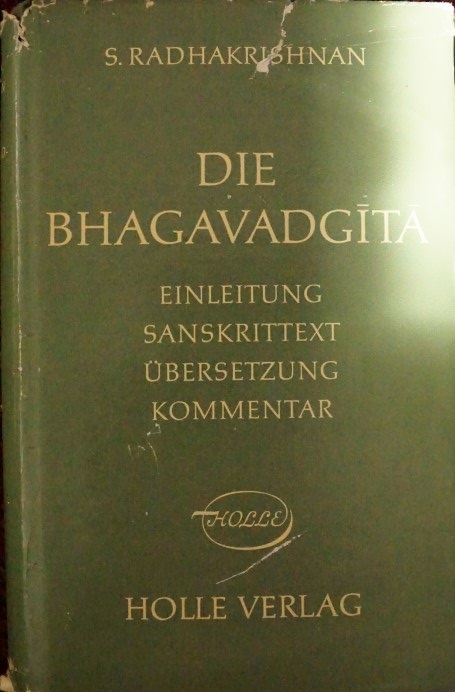 S. RADHAKRISHNAN
DIE
BHAGAVADGĪTĀ
EINLEITUNG
SANSKRITTEXT
ÜBERSETZUNG
KOMMENTAR
HOLLE
HOLLE VERLAG